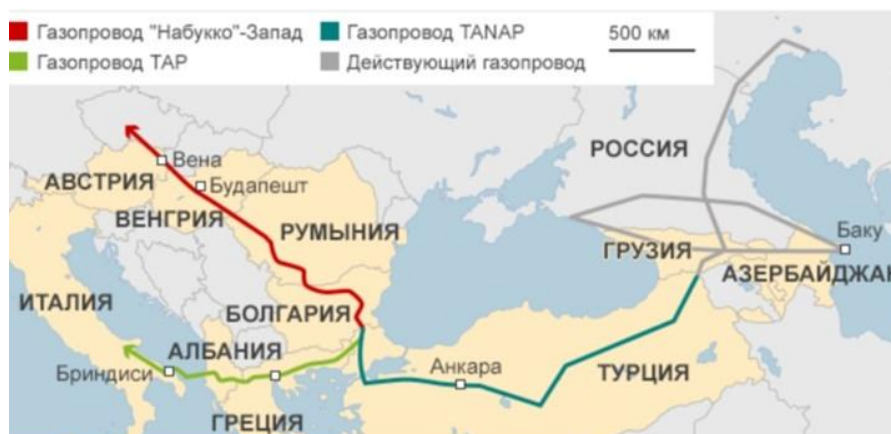 Газопровод "Набукко"-Запад
Газопровод TANAP
500 км
Газопровод TAP
Действующий газопровод
РОССИЯ
Вена
АВСТРИЯ
Будапешт
ВЕНГРИЯ
РУМЫНИЯ
Баку
ГРУЗИЯ
АЗЕРБАЙДЖАН
ИТАЛИЯ
БОЛГАРИЯ
АЛБАНИЯ
Бриндиси
Анкара
ТУРЦИЯ
ГРЕЦИЯ